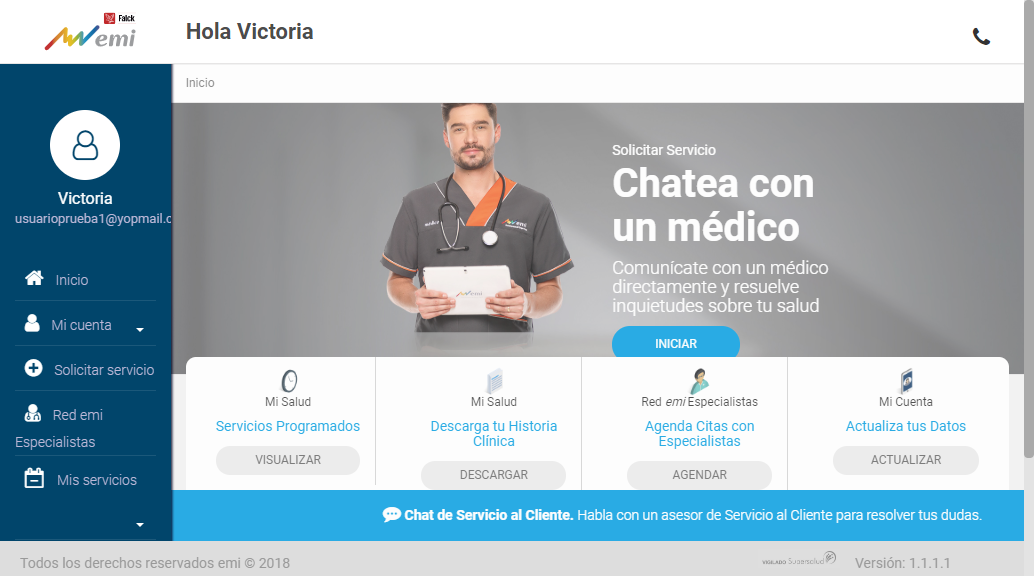 Falck
emi
Hola Victoria
Inicio
Victoria
usuarioprueba1@yopmail.c
Inicio
Mi cuenta
Solicitar servicio
Red emi
Especialistas
Mis servicios
Solicitar Servicio
Chatea con
un médico
Comunícate con un médico
directamente y resuelve
inquietudes sobre tu salud
INICIAR
emi
Mi Salud
Servicios Programados
VISUALIZAR
Mi Salud
Descarga tu Historia
Clínica
DESCARGAR
Red emi Especialistas
Agenda Citas con
Especialistas
AGENDAR
Mi Cuenta
Actualiza tus Datos
ACTUALIZAR
Chat de Servicio al Cliente. Habla con un asesor de Servicio al Cliente para resolver tus dudas.
Todos los derechos reservados emi © 2018
VIGILADO Supersalud
Versión: 1.1.1.1